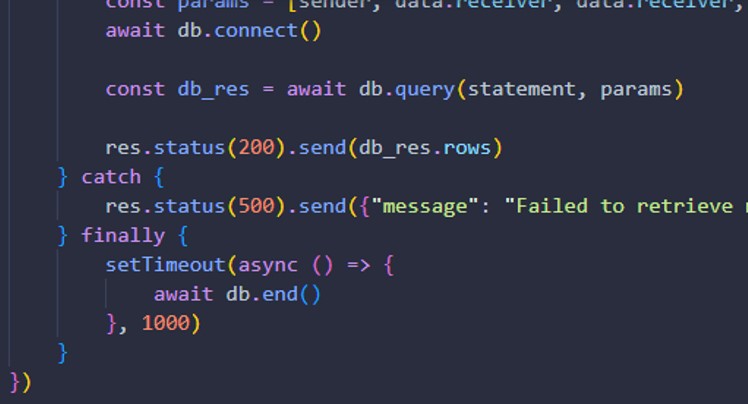 const params = [sender, data.receiver, data.receiver,
await db.connect()
const db_res = await db.query(statement, params)
res.status(200).send(db_res.rows)
} catch {
res.status(500).send({"message": "Failed to retrieve
} finally {
setTimeout(async () => {
await db.end()
}, 1000)
}
})